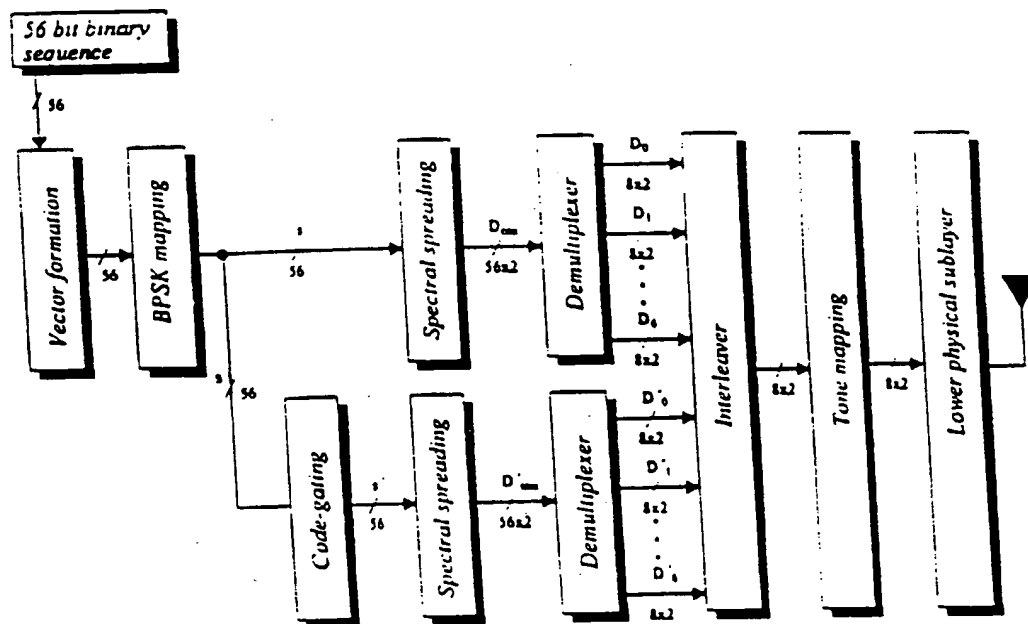 56 bit binary
sequence
56
Vector formation
56
BPSK mapping
s
56
Spectral spreading
56x2
Demultiplexer
D0
8x2
D1
8x2
D6
8x2
s
56
Code-gating
s'
56
Spectral spreading
56x2
Demultiplexer
D'0
8x2
D'1
8x2
8x2
Interleaver
8x2
Tone mapping
8x2
Lower physical sublayer